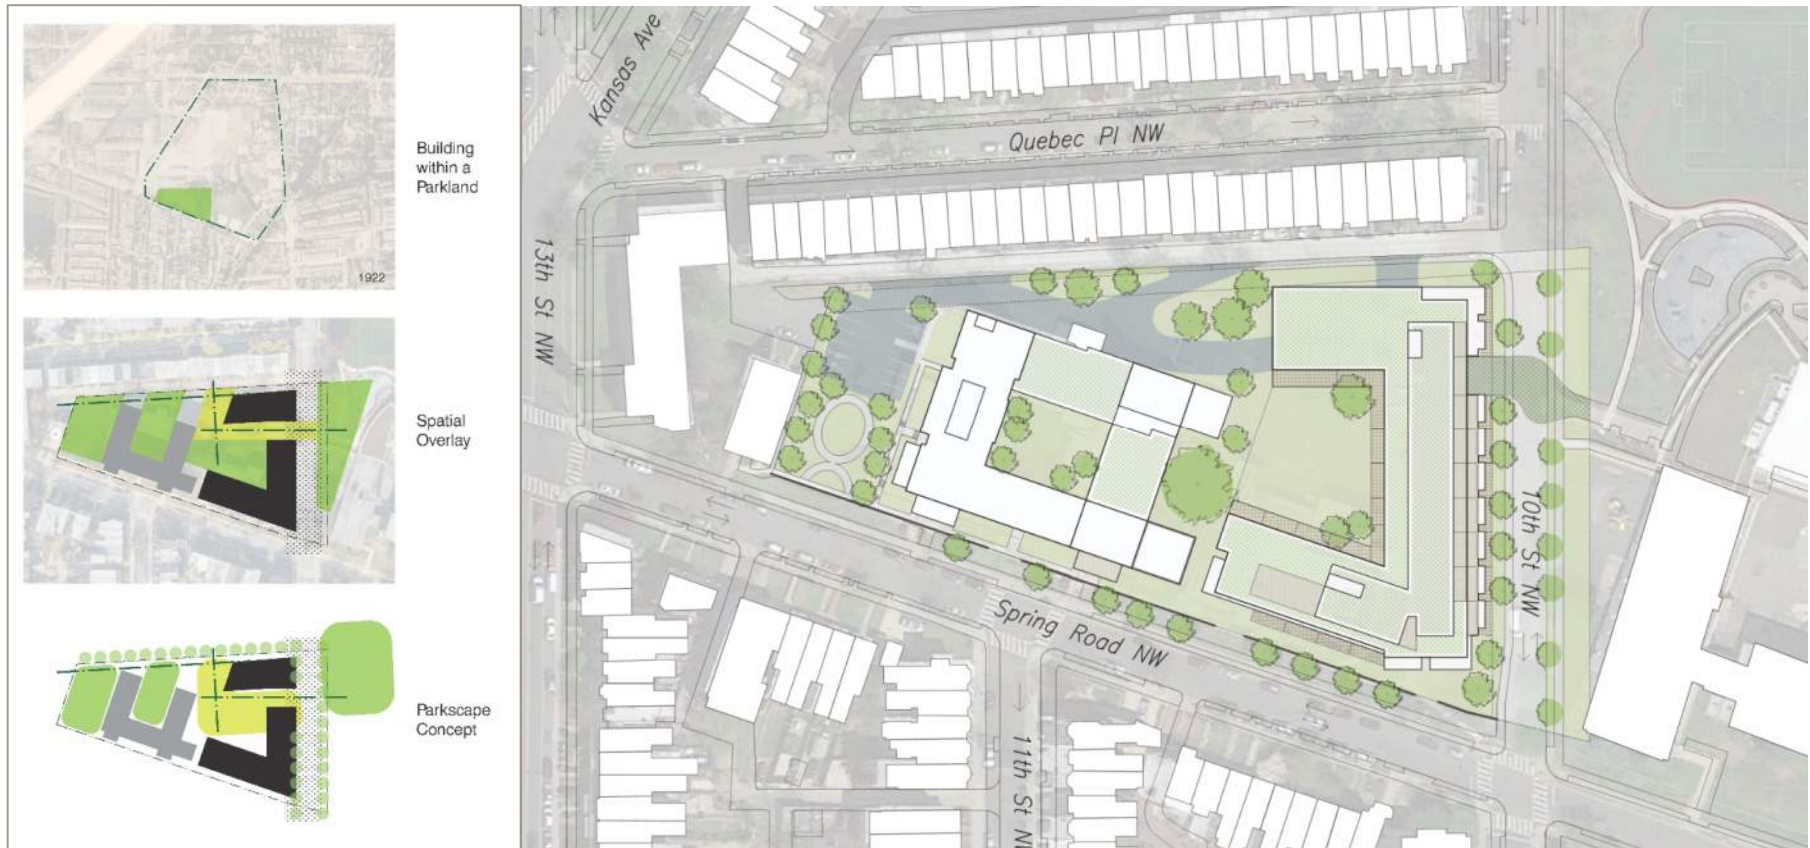 Building
within a
Parkland
1922
Spatial
Overlay
Parkscape
Concept
Kansas Ave
Quebec Pl NW
13th St NW
10th St NW
Spring Road NW
11th St N